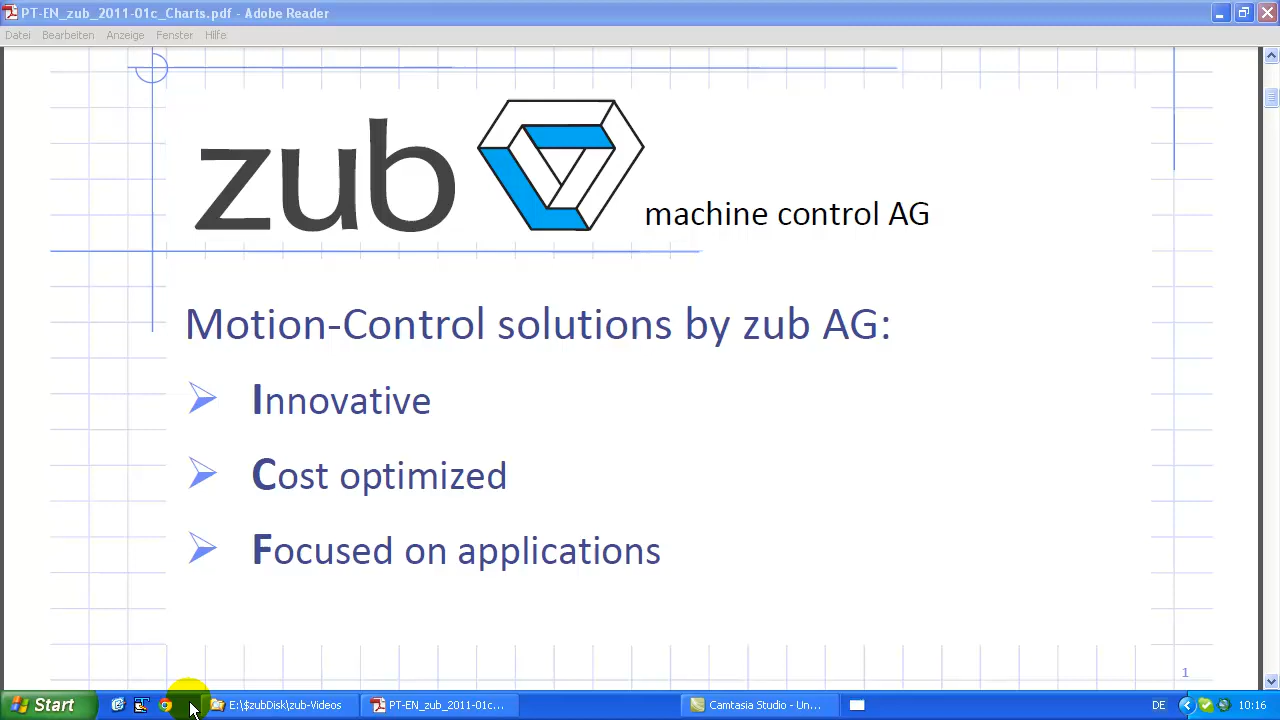 PT-EN_zub_2011-01c_Charts.pdf - Adobe Reader
Datei Bearbeiten Anzeige Fenster Hilfe
zub
machine control AG
Motion-Control solutions by zub AG:
Innovative
Cost optimized
Focused on applications
1
Start E:\$zubDisk\zub-Videos PT-EN_zub_2011-01c... Camtasia Studio - Un... DE 10:16